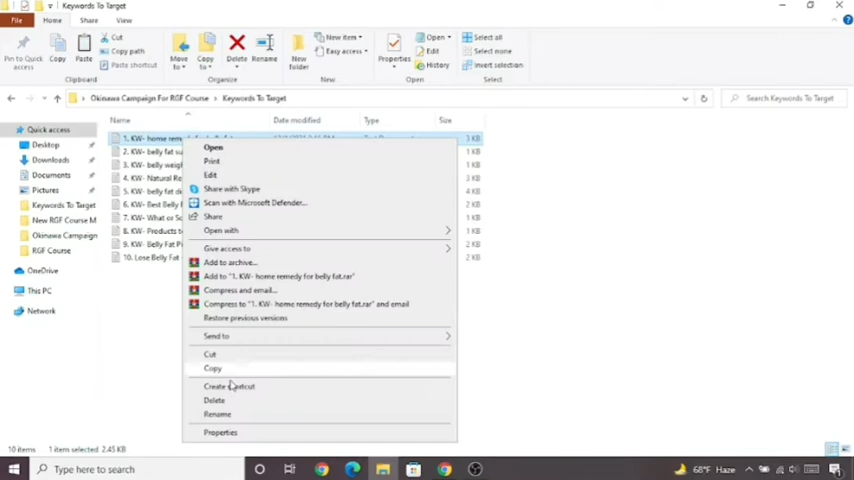 Keywords To Target
File Home Share View
Pin to Quick access
Copy
Paste
Cut
Copy path
Paste shortcut
Clipboard
Move to
Copy to
Delete
Rename
Organize
New folder
New item
Easy access
New
Properties
Open
Edit
History
Open
Select all
Select none
Invert selection
Select
Okinawa Campaign For RGF Course > Keywords To Target
Search Keywords To Target
Name Date modified Type Size
Quick access
Desktop
Downloads
Documents
Pictures
Keywords To Target
New RGF Course M
Okinawa Campaign
RGF Course
OneDrive
This PC
Network
1. KW- home 3 KB
2. KW- belly fat 1 KB
3. KW- belly 1 KB
4. KW- Natural 4 KB
5. KW- belly fat 4 KB
6. KW- Best Belly 2 KB
7. KW- What or 1 KB
8. KW- Products 1 KB
9. KW- Belly Fat 2 KB
10. Lose Belly Fat 2 KB
Open
Print
Edit
Share with Skype
Scan with Microsoft Defender...
Share
Open with
Give access to
Add to archive...
Add to "1. KW- home remedy for belly fat.rar"
Compress and email...
Compress to "1. KW- home remedy for belly fat.rar" and email
Restore previous versions
Send to
Cut
Copy
Create shortcut
Delete
Rename
Properties
10 items 1 item selected 2.45 KB
Type here to search
68°F Haze